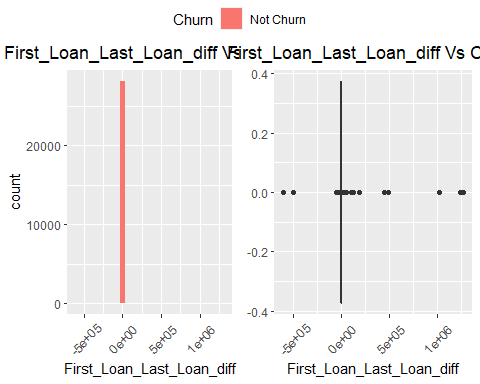 Churn Not Churn
First_Loan_Last_Loan_diff Vs
First_Loan_Last_Loan_diff Vs C
count
20000
10000
0
-5e+05 0e+00 5e+05 1e+06
First_Loan_Last_Loan_diff
0.4
0.2
0.0
-0.2
-0.4
-5e+05 0e+00 5e+05 1e+06
First_Loan_Last_Loan_diff